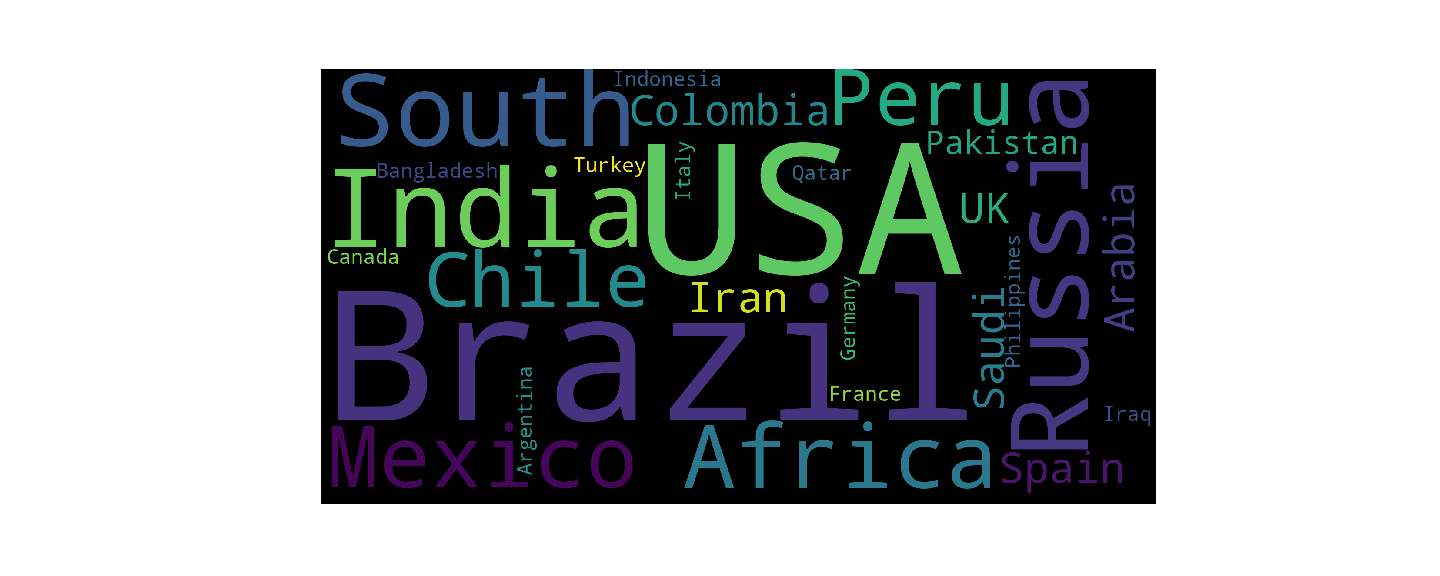 South
Indonesia
Colombia
Peru
Russia
Pakistan
Bangladesh
Turkey
Italy
USA
Qatar
India
UK
Arabia
Canada
Chile
Iran
Germany
Saudi
Philippines
Brazil
Argentina
France
Iraq
Mexico
Africa
Spain